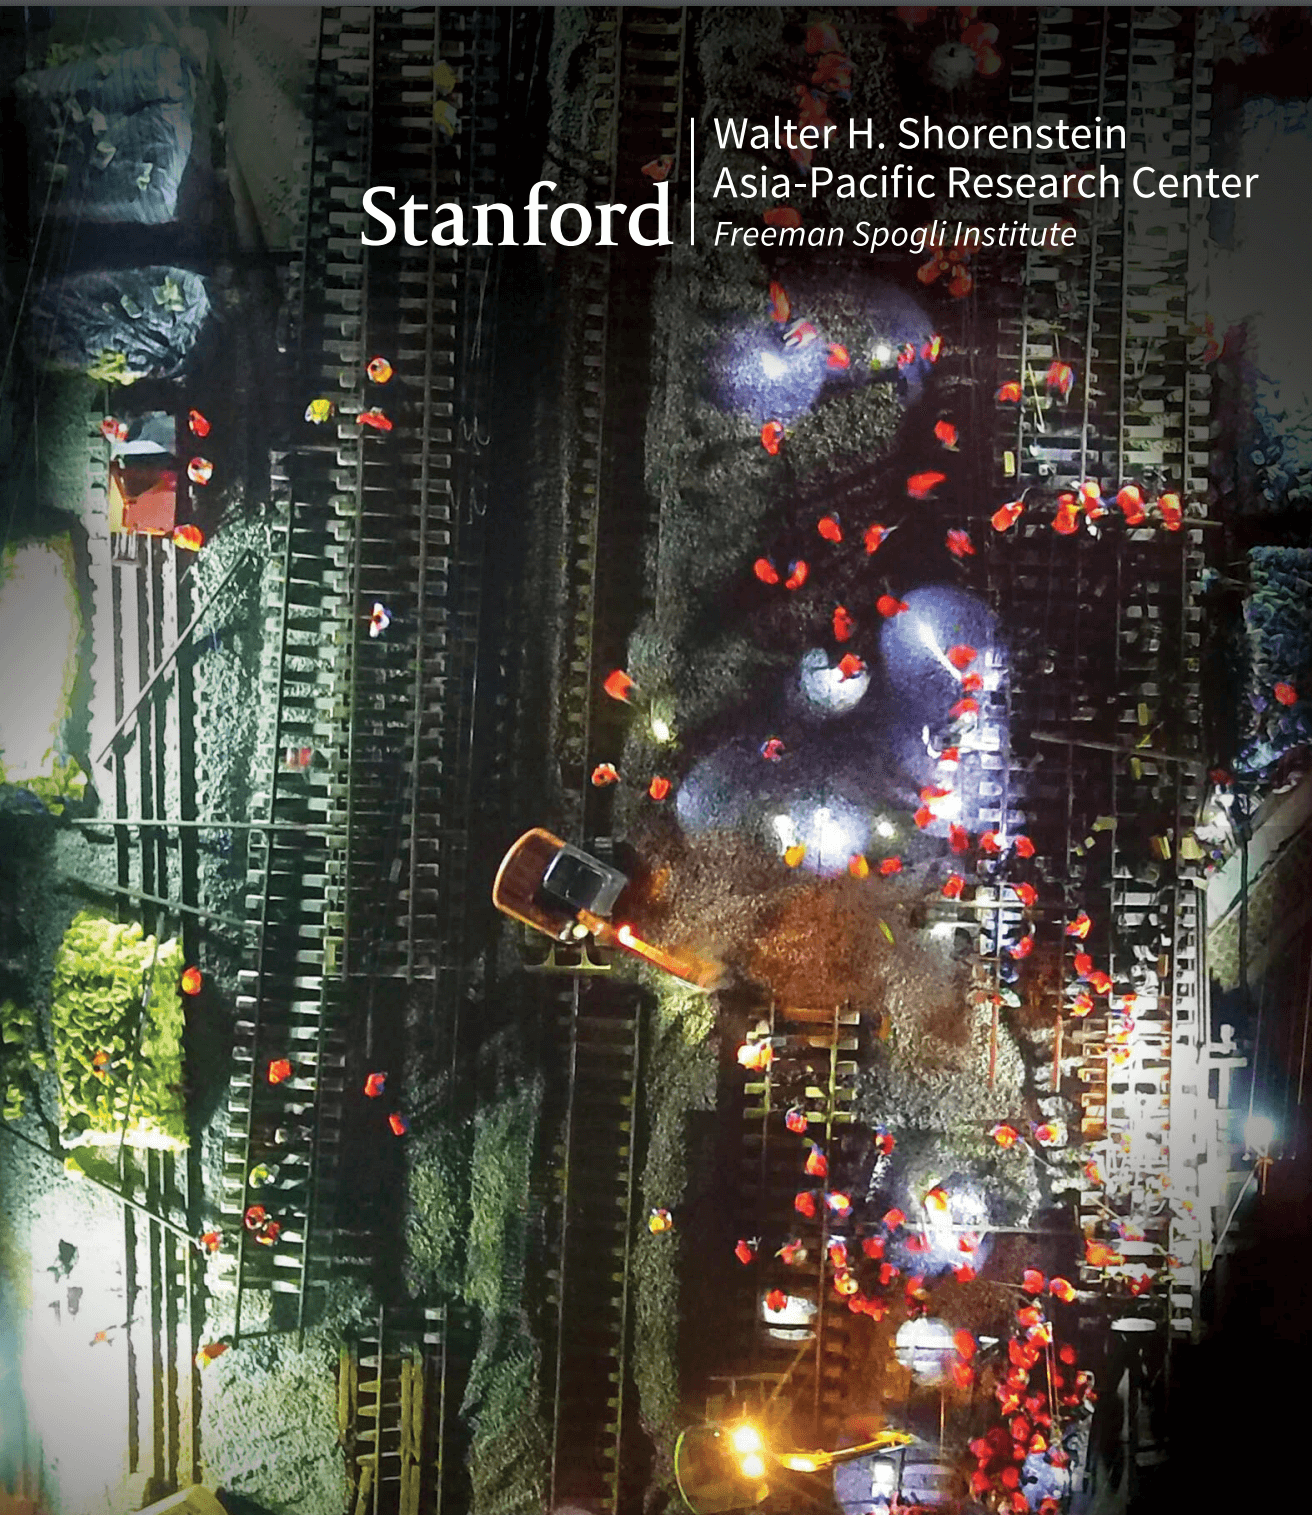 Stanford
Walter H. Shorenstein
Asia-Pacific Research Center
Freeman Spogli Institute